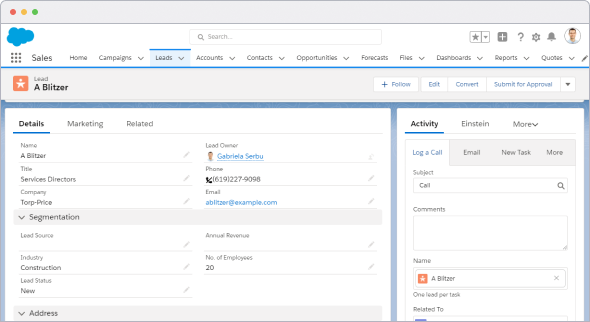 Search...
Sales Home Campaigns Leads Accounts Contacts Opportunities Forecasts Files Dashboards Reports Quotes
Lead
A Blitzer
+ Follow Edit Convert Submit for Approval
Details Marketing Related
Name Lead Owner
A Blitzer Gabriela Serbu
Title Phone
Services Directors (619)227-9098
Company Email
Torp-Price ablitzer@example.com
Segmentation
Lead Source Annual Revenue
Industry No. of Employees
Construction 20
Lead Status
New
Address
Activity Einstein More
Log a Call Email New Task More
Subject
Call
Comments
Name
A Blitzer
One lead per task
Related To